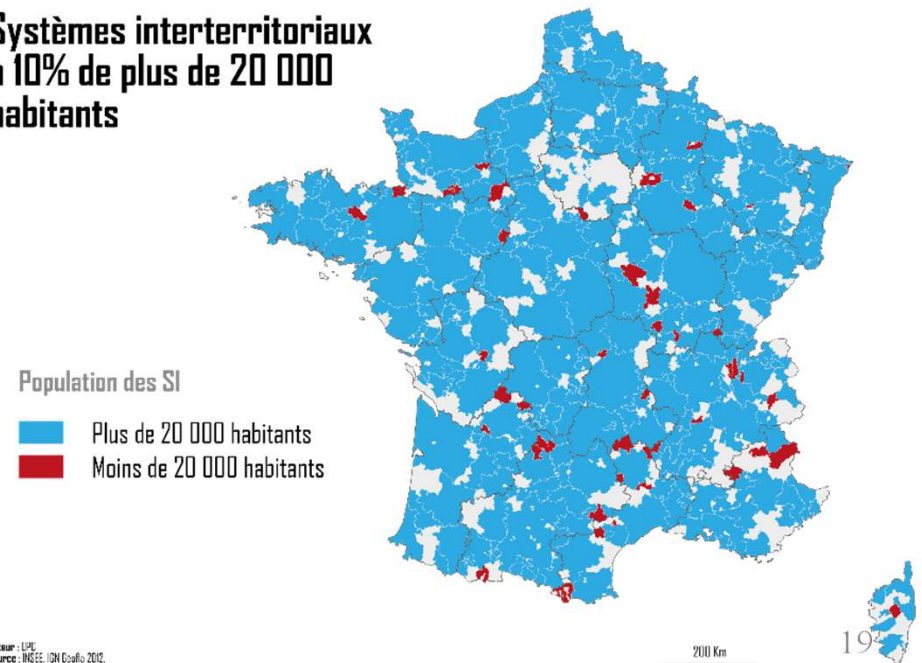 Systèmes interterritoriaux
à 10% de plus de 20 000
habitants
Population des SI
Plus de 20 000 habitants
Moins de 20 000 habitants
: INSEE, IGN 2012.
200 Km
19